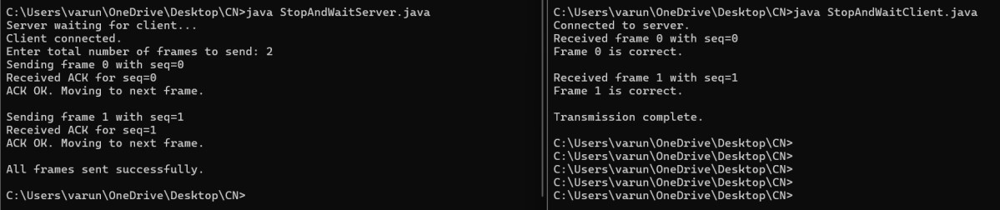 C:\Users\varun\OneDrive\Desktop\CN>java StopAndWaitServer.java
Server waiting for client...
Client connected.
Enter total number of frames to send: 2
Sending frame 0 with seq=0
Received ACK for seq=0
ACK OK. Moving to next frame.

Sending frame 1 with seq=1
Received ACK for seq=1
ACK OK. Moving to next frame.

All frames sent successfully.

C:\Users\varun\OneDrive\Desktop\CN>

C:\Users\varun\OneDrive\Desktop\CN>java StopAndWaitClient.java
Connected to server.
Received frame 0 with seq=0
Frame 0 is correct.

Received frame 1 with seq=1
Frame 1 is correct.

Transmission complete.

C:\Users\varun\OneDrive\Desktop\CN>
C:\Users\varun\OneDrive\Desktop\CN>
C:\Users\varun\OneDrive\Desktop\CN>
C:\Users\varun\OneDrive\Desktop\CN>
C:\Users\varun\OneDrive\Desktop\CN>